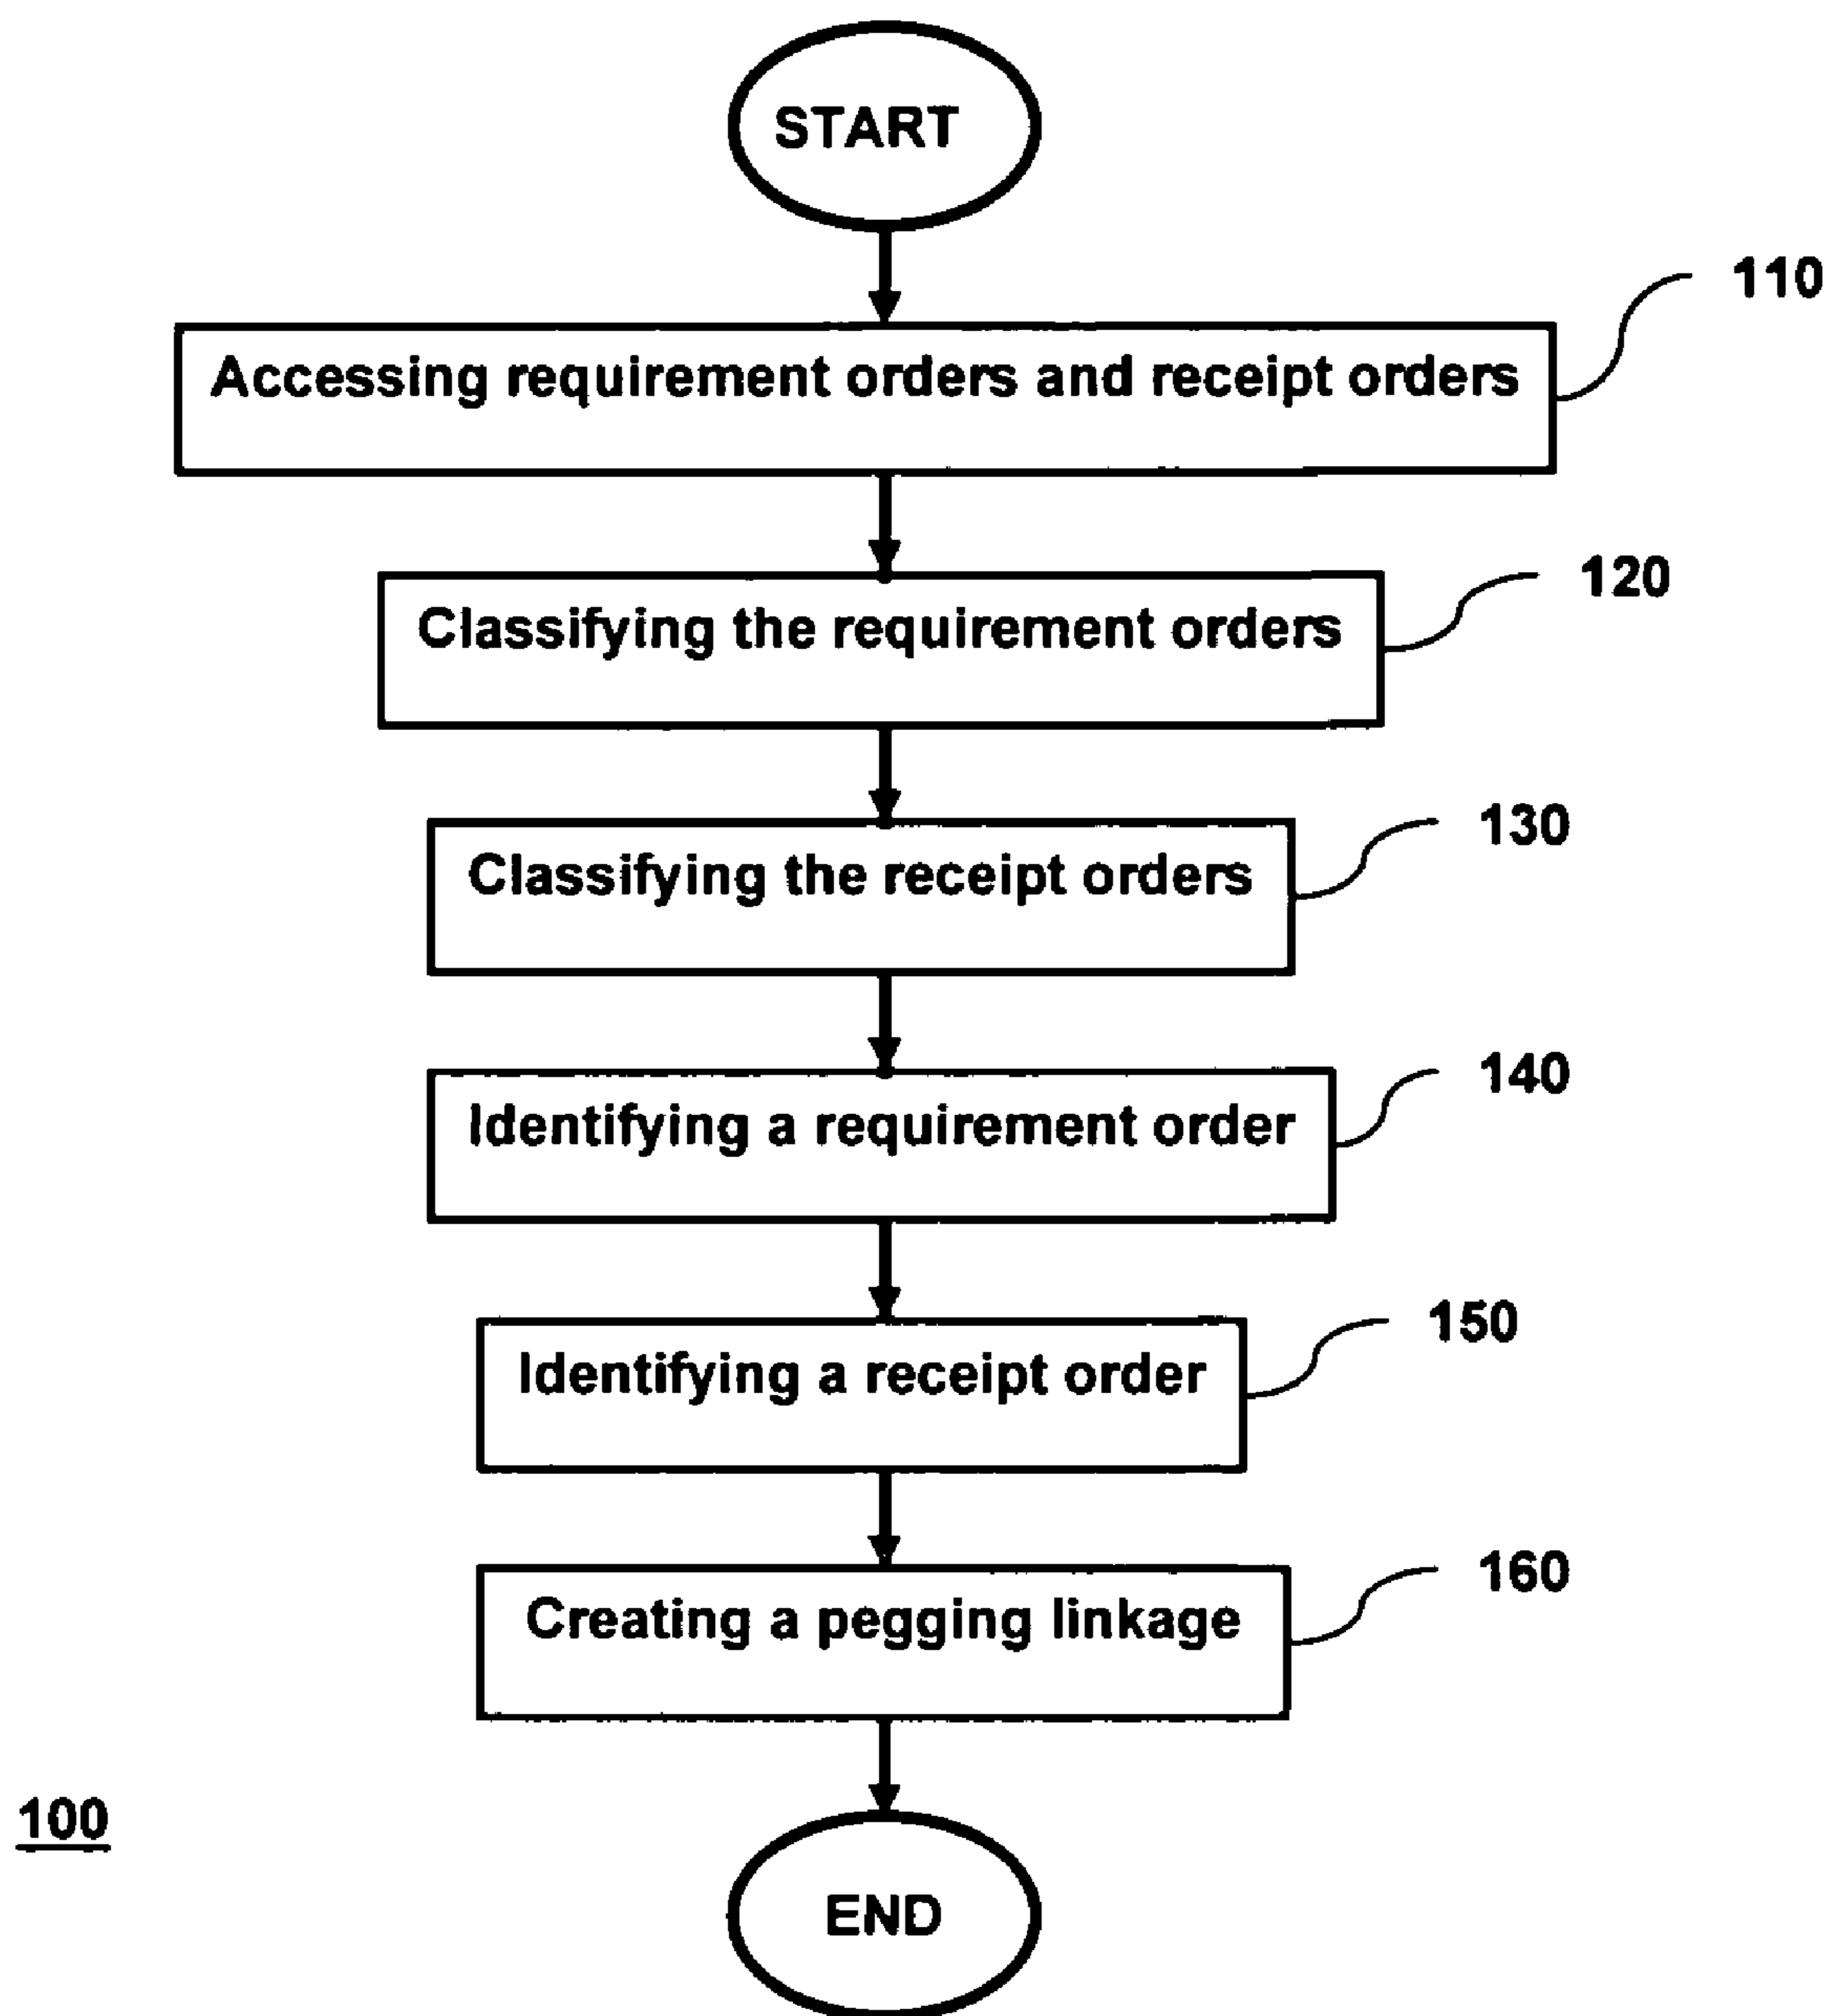 START
110
Accessing requirement orders and receipt orders
120
Classifying the requirement orders
130
Classifying the receipt orders
140
Identifying a requirement order
150
Identifying a receipt order
160
Creating a pegging linkage
100
END